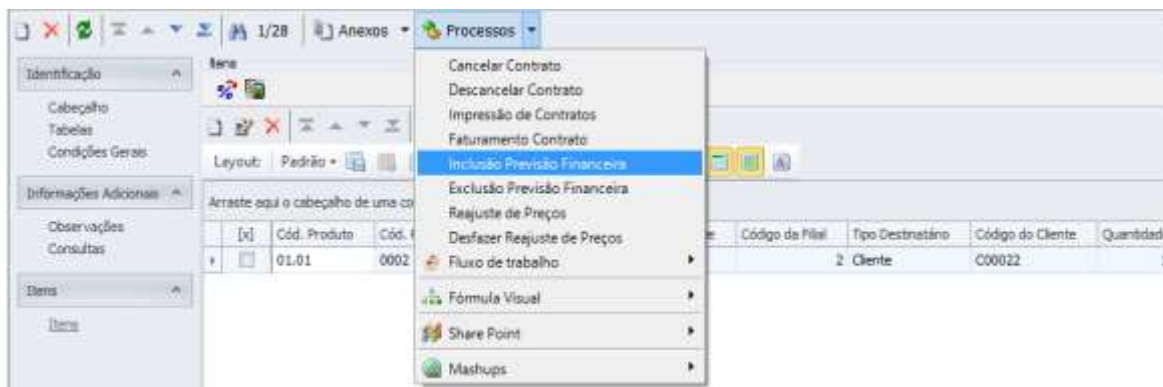 1/28 Anexos Processos
Identificação
Cabeçalho
Tabelas
Condições Gerais
Informações Adicionais
Observações
Consultas
Itens
Itens
Itens
Layout: Padrão
Arraste aqui o cabeçalho de uma
[x] Cód. Produto Cód. Código da Filial Tipo Destinatário Código do Cliente Quantidad
01.01 0002 2 Cliente C00022
Cancelar Contrato
Descancelar Contrato
Impressão de Contratos
Faturamento Contrato
Inclusão Previsão Financeira
Exclusão Previsão Financeira
Reajuste de Preços
Desfazer Reajuste de Preços
Fluxo de trabalho
Fórmula Visual
Share Point
Mashups